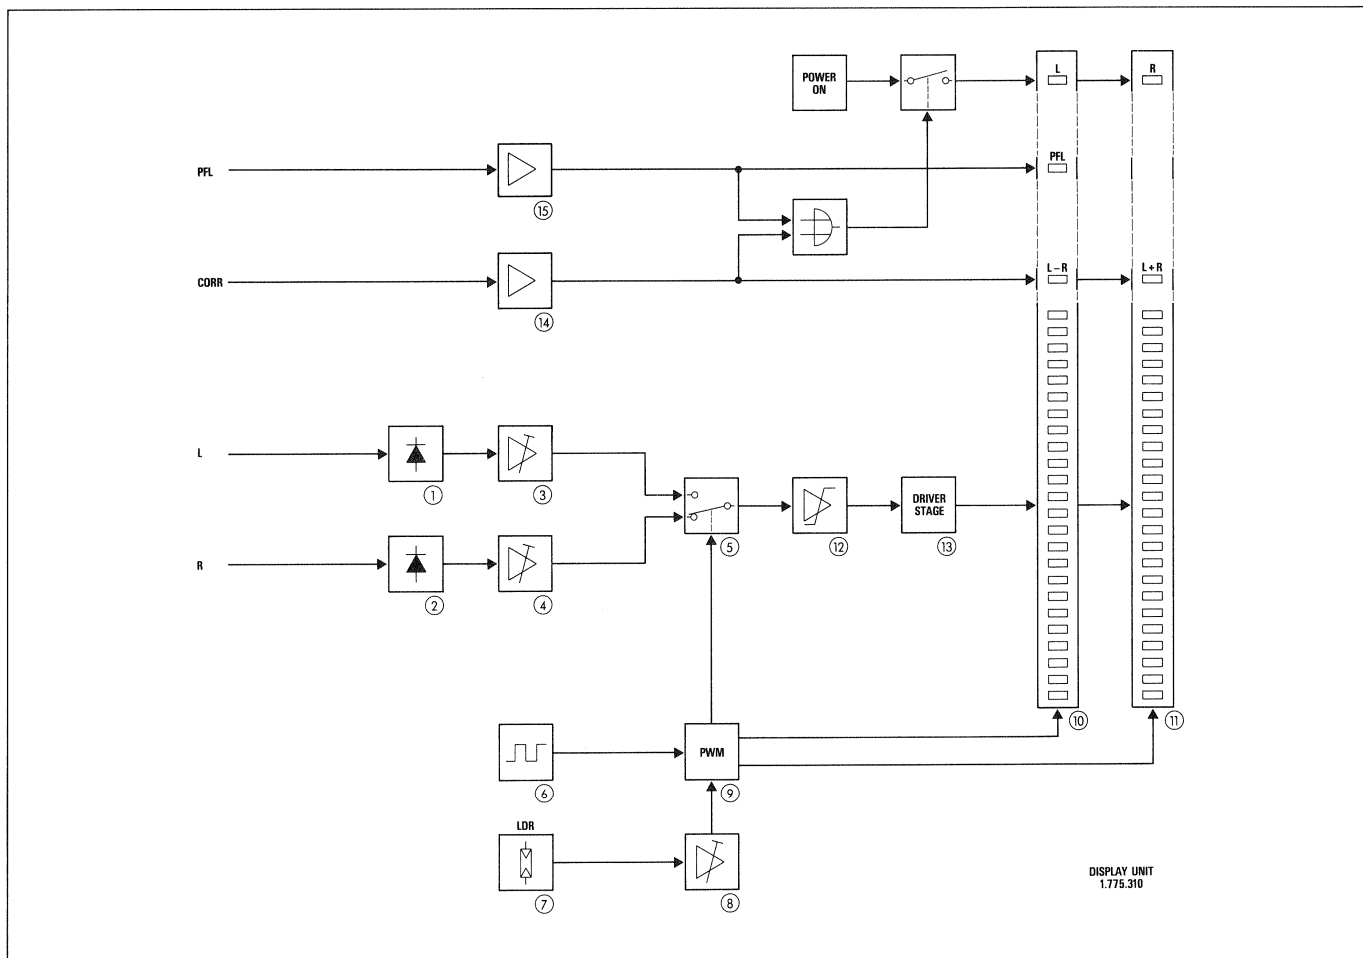 POWER
ON
L
R
PFL
PFL
15
CORR
L–R
L+R
14
L
1
3
DRIVER
STAGE
5
12
13
R
2
4
PWM
10
11
6
9
LDR
7
8
DISPLAY UNIT
1.775.310